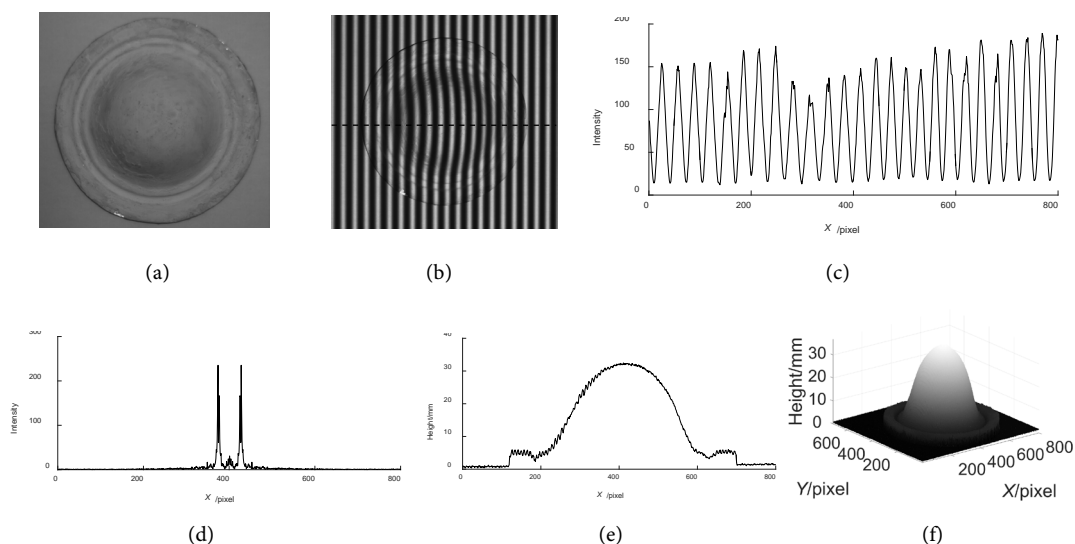 200
150
100
50
0
Intensity
0 200 400 600 800
X /pixel
(a) (b) (c)
300
200
100
0
Intensity
0 200 400 600 800
X /pixel
40
30
20
10
0
Height/mm
0 200 400 600 800
X /pixel
30
20
10
0
Height/mm
600 400 200
Y/pixel
200 400 600 800
X/pixel
(d) (e) (f)